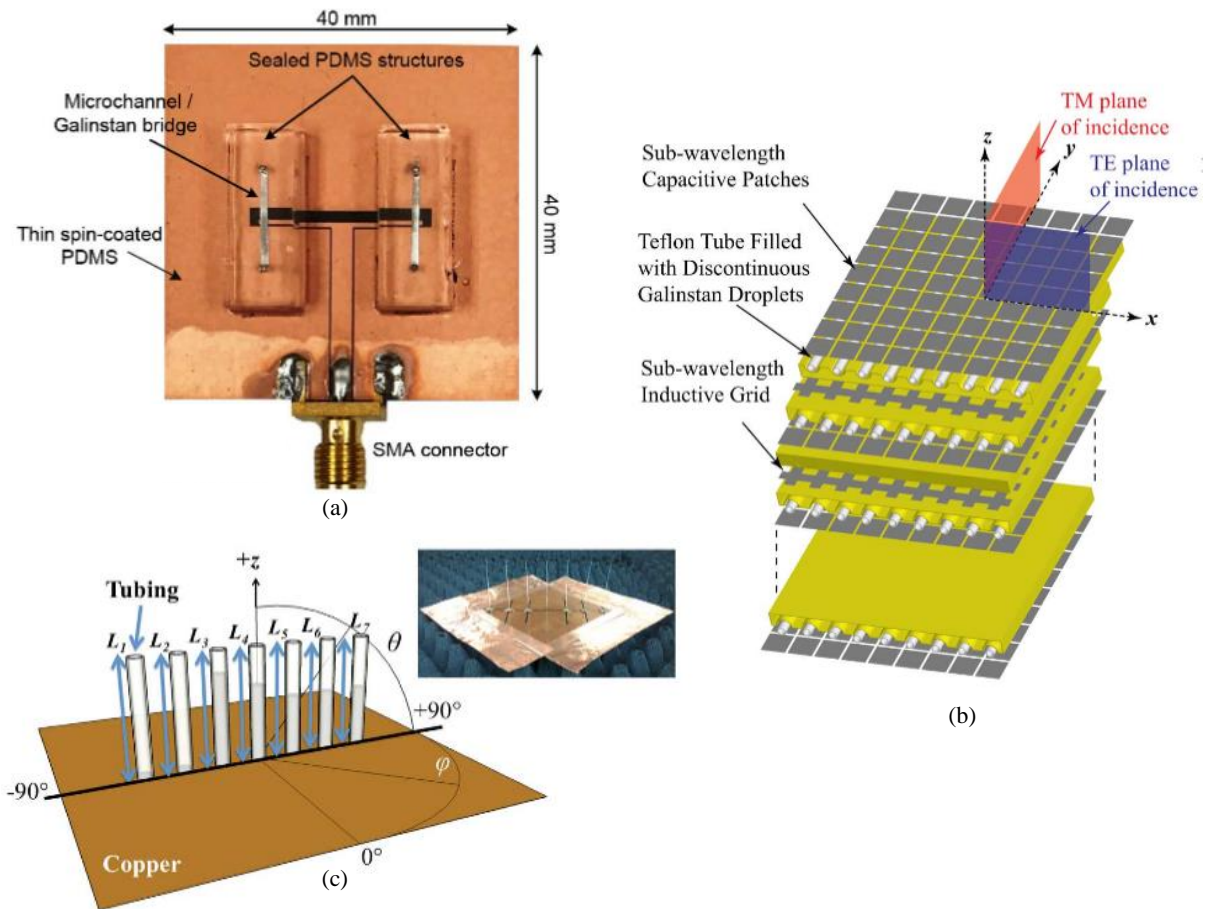 40 mm
Sealed PDMS structures
Microchannel /
Galinstan bridge
40 mm
Thin spin-coated
PDMS
SMA connector
(a)
TM plane
of incidence
z
y
TE plane
of incidence
Sub-wavelength
Capacitive Patches
Teflon Tube Filled
with Discontinuous
Galinstan Droplets
x
Sub-wavelength
Inductive Grid
(b)
+z
Tubing
L1 L2 L3 L4 L5 L6 L7
θ
+90°
φ
-90°
Copper
0°
(c)